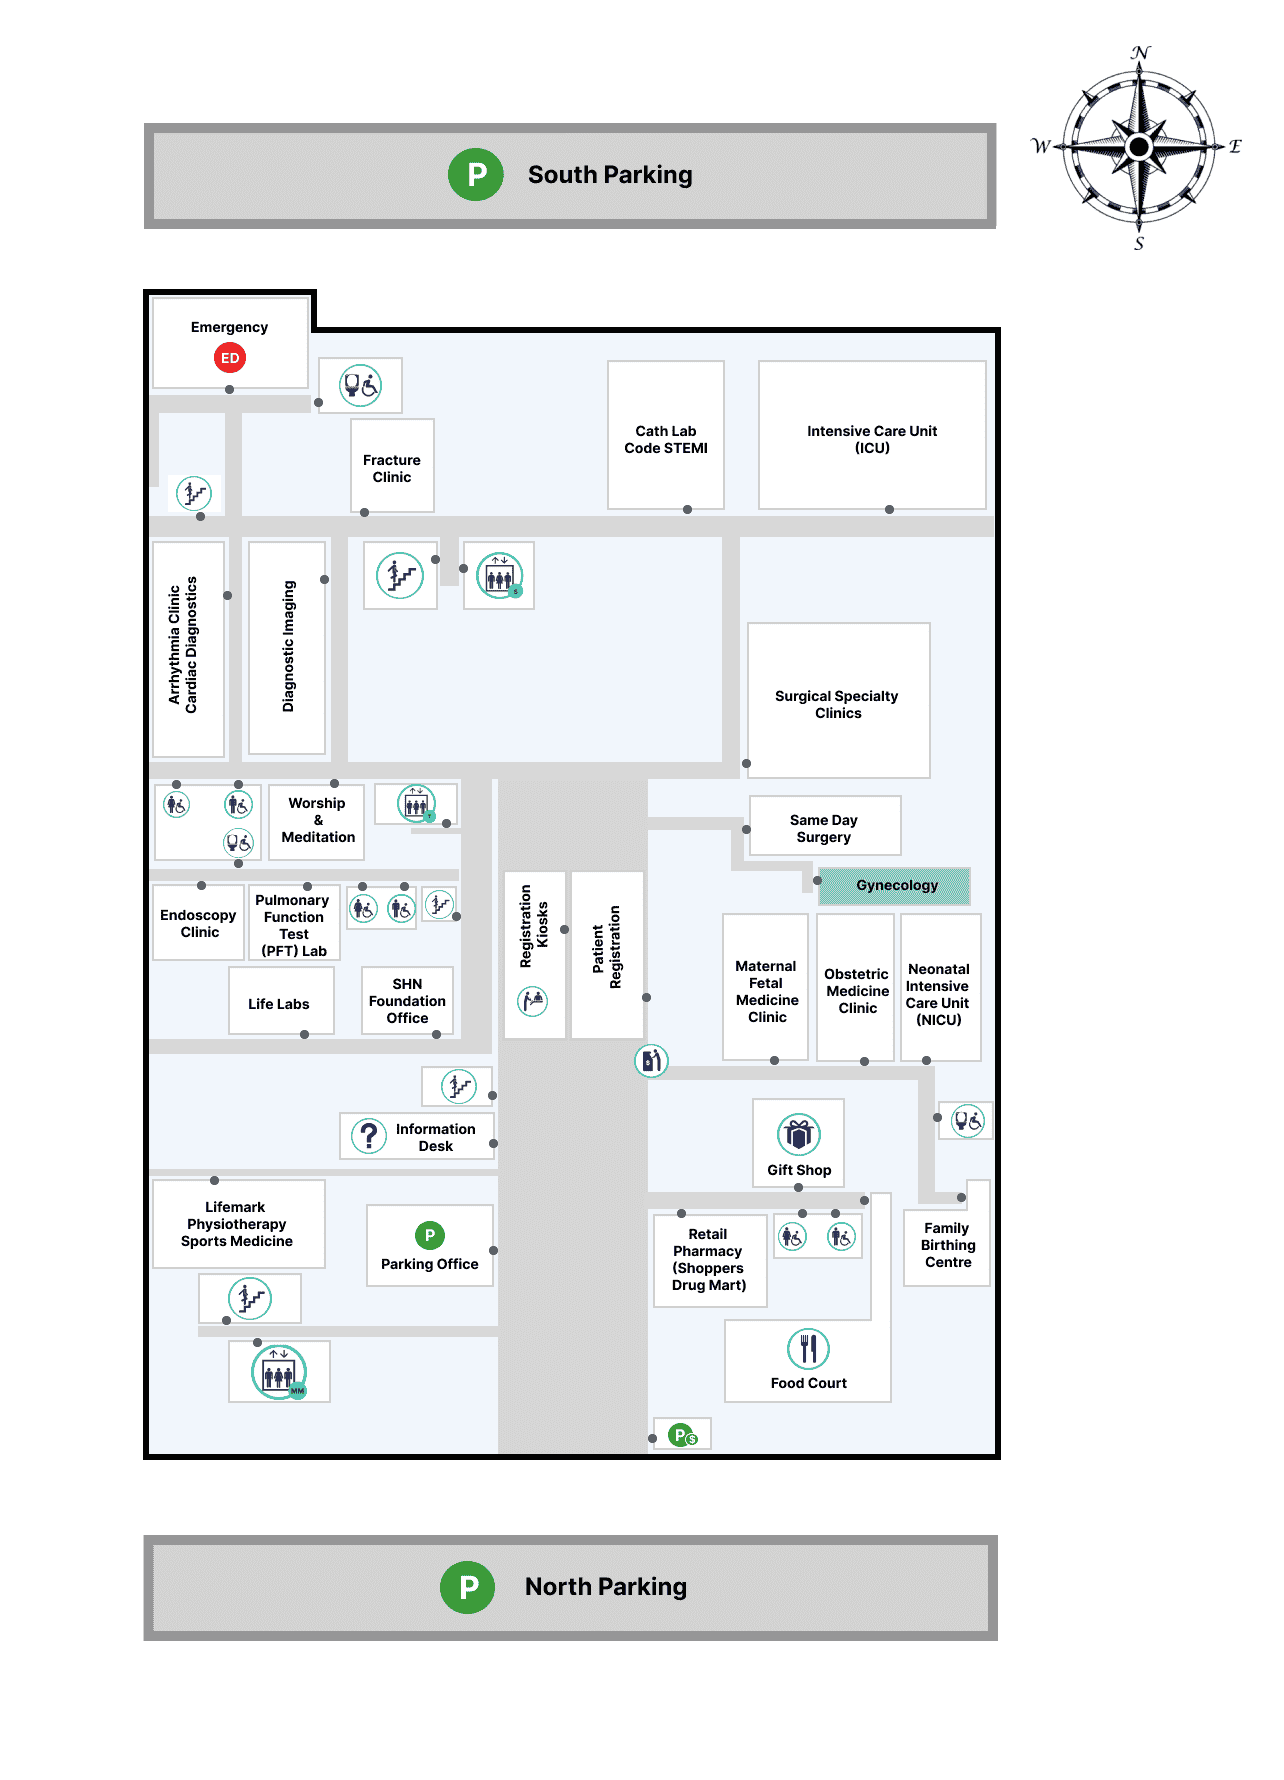 N
W
E
S
P
South Parking
Emergency
ED
Fracture
Clinic
Cath Lab
Code STEMI
Intensive Care Unit
(ICU)
Arrhythmia Clinic
Cardiac Diagnostics
Diagnostic Imaging
S
Surgical Specialty
Clinics
Worship
&
Meditation
T
Same Day
Surgery
Gynecology
Endoscopy
Clinic
Pulmonary
Function
Test
(PFT) Lab
Registration
Kiosks
Patient
Registration
Maternal
Fetal
Medicine
Clinic
Obstetric
Medicine
Clinic
Neonatal
Intensive
Care Unit
(NICU)
Life Labs
SHN
Foundation
Office
$
?
Information
Desk
Gift Shop
Lifemark
Physiotherapy
Sports Medicine
P
Parking Office
Retail
Pharmacy
(Shoppers
Drug Mart)
Family
Birthing
Centre
MM
Food Court
P
$
P
North Parking